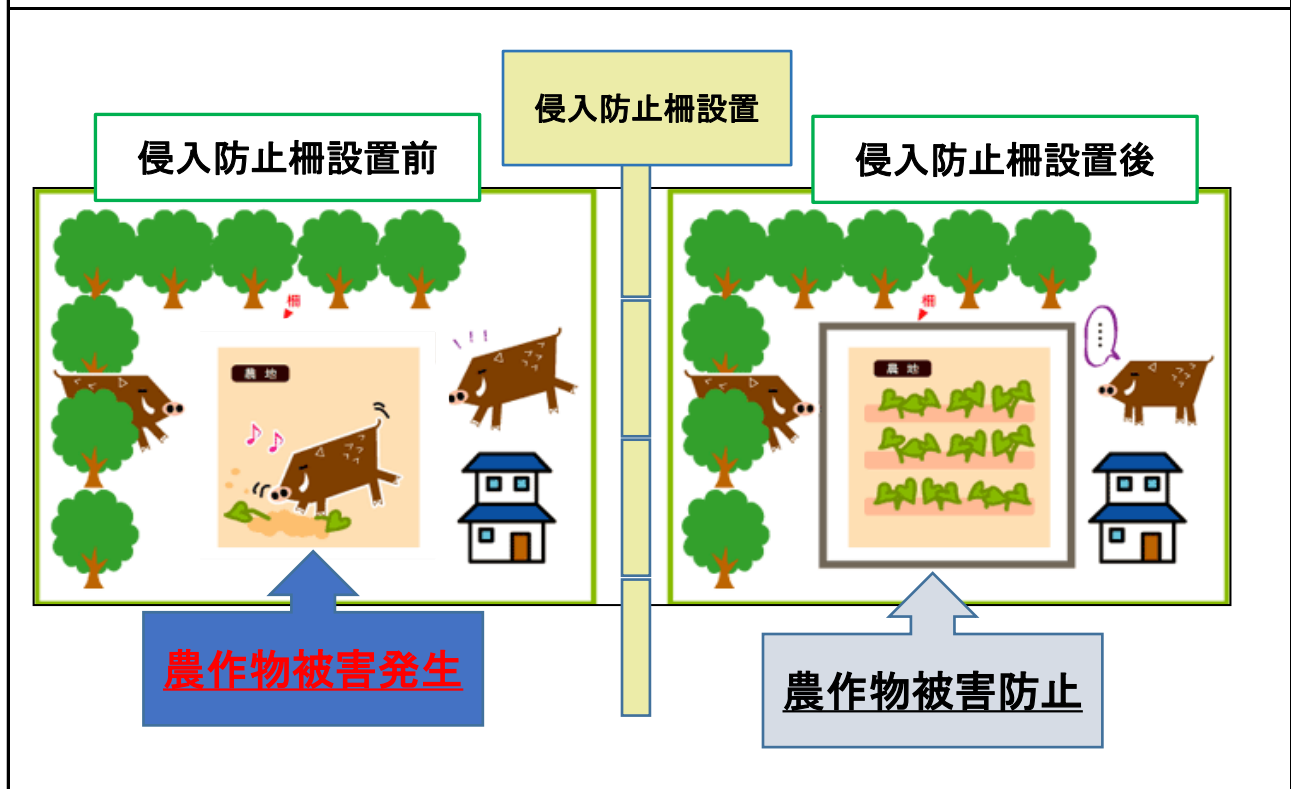 侵入防止柵設置
侵入防止柵設置前
侵入防止柵設置後
柵
農地
柵
農地
農作物被害発生
農作物被害防止